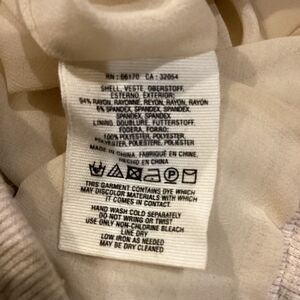 RN: 66170 CA: 32054
SHELL, VESTE, OBERSTOFF,
ESTERNO, EXTERIOR:
94% RAYON, RAYONNE, REYON, RAYON, RAYON
6% SPANDEX, SPANDEX, SPANDEX,
SPANDEX, SPANDEX
LINING, DOUBLURE, FUTTERSTOFF,
FODERA, FORRO:
100% POLYESTER, POLYESTER,
POLYESTER, POLIESTERE, POLIÉSTER
MADE IN CHINA, FABRIQUÉ EN CHINE,
HECHO EN CHINA
THIS GARMENT CONTAINS DYE WHICH
MAY DISCOLOR MATERIALS WITH WHICH
IT COMES IN CONTACT
HAND WASH COLD SEPARATELY
DO NOT WRING OR TWIST
USE ONLY NON-CHLORINE BLEACH
LINE DRY
LOW IRON AS NEEDED
MAY BE DRY CLEANED